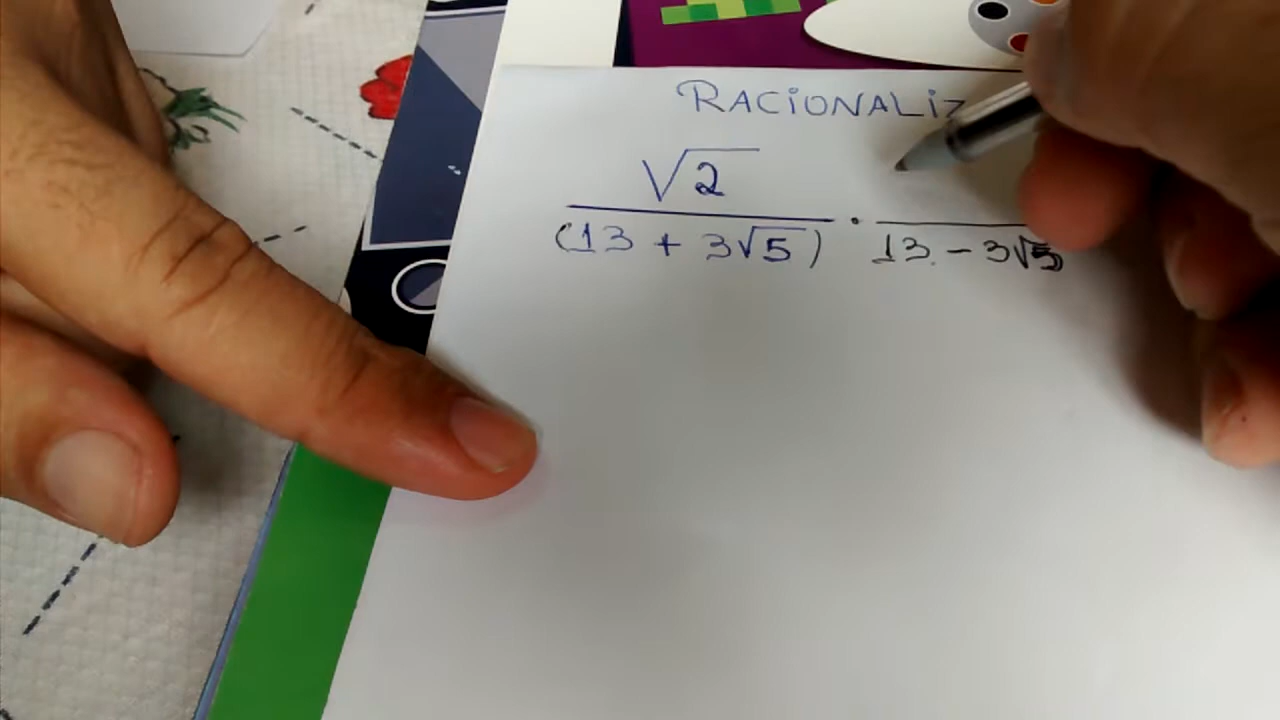 RACIONALIZ
√2
(13 + 3√5) · 13 - 3√5